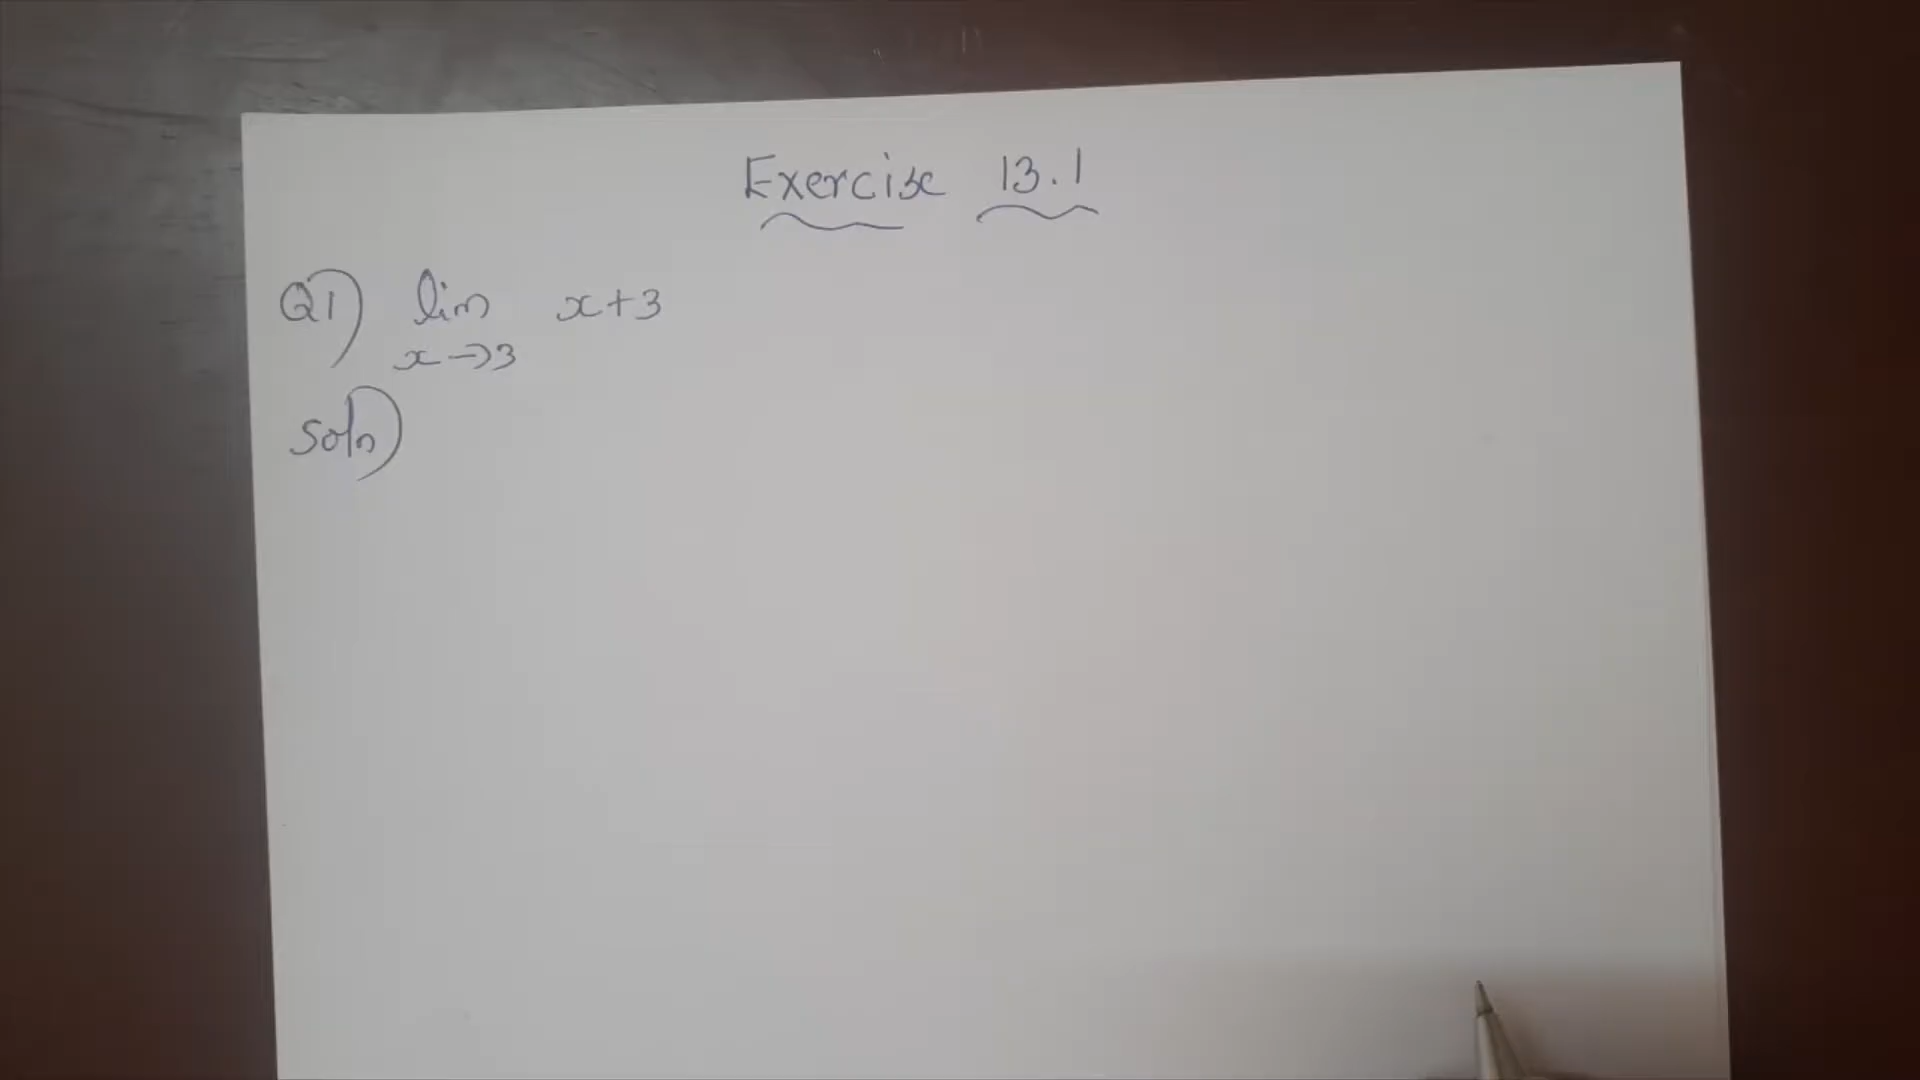 Exercise 13.1
Q1) lim x+3
x→3
Soln)